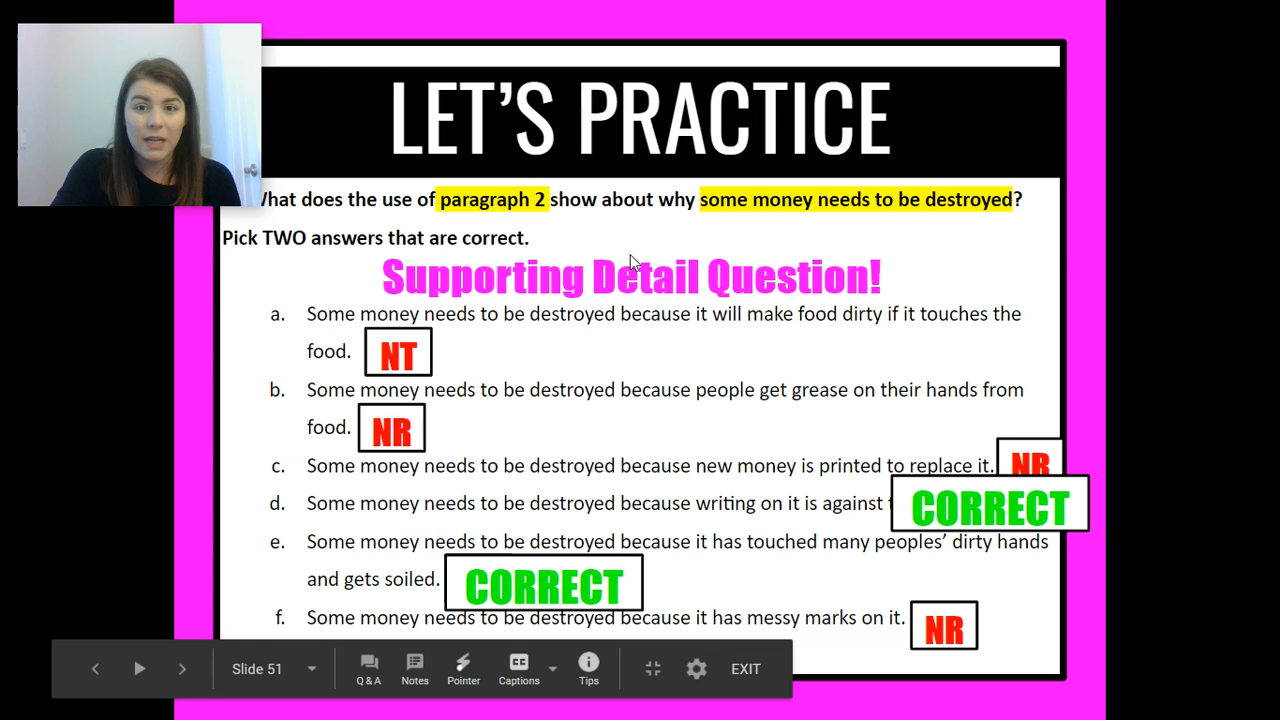 LET'S PRACTICE
hat does the use of paragraph 2 show about why some money needs to be destroyed?
Pick TWO answers that are correct.
Supporting Detail Question!
a. Some money needs to be destroyed because it will make food dirty if it touches the
food. NT
b. Some money needs to be destroyed because people get grease on their hands from
food. NR
c. Some money needs to be destroyed because new money is printed to replace it. NR
d. Some money needs to be destroyed because writing on it is against CORRECT
e. Some money needs to be destroyed because it has touched many peoples’ dirty hands
and gets soiled. CORRECT
f. Some money needs to be destroyed because it has messy marks on it. NR
Slide 51
Q & A
Notes
Pointer
CC
Captions
Tips
EXIT